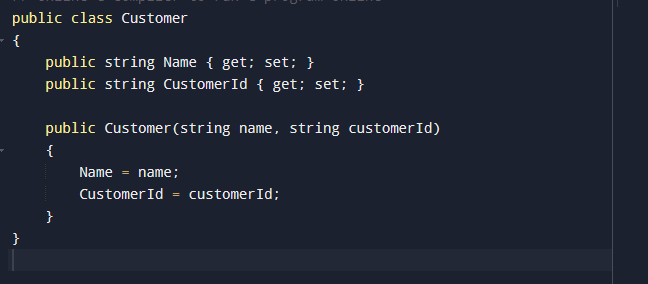 public class Customer
{
public string Name { get; set; }
public string CustomerId { get; set; }
public Customer(string name, string customerId)
{
Name = name;
CustomerId = customerId;
}
}